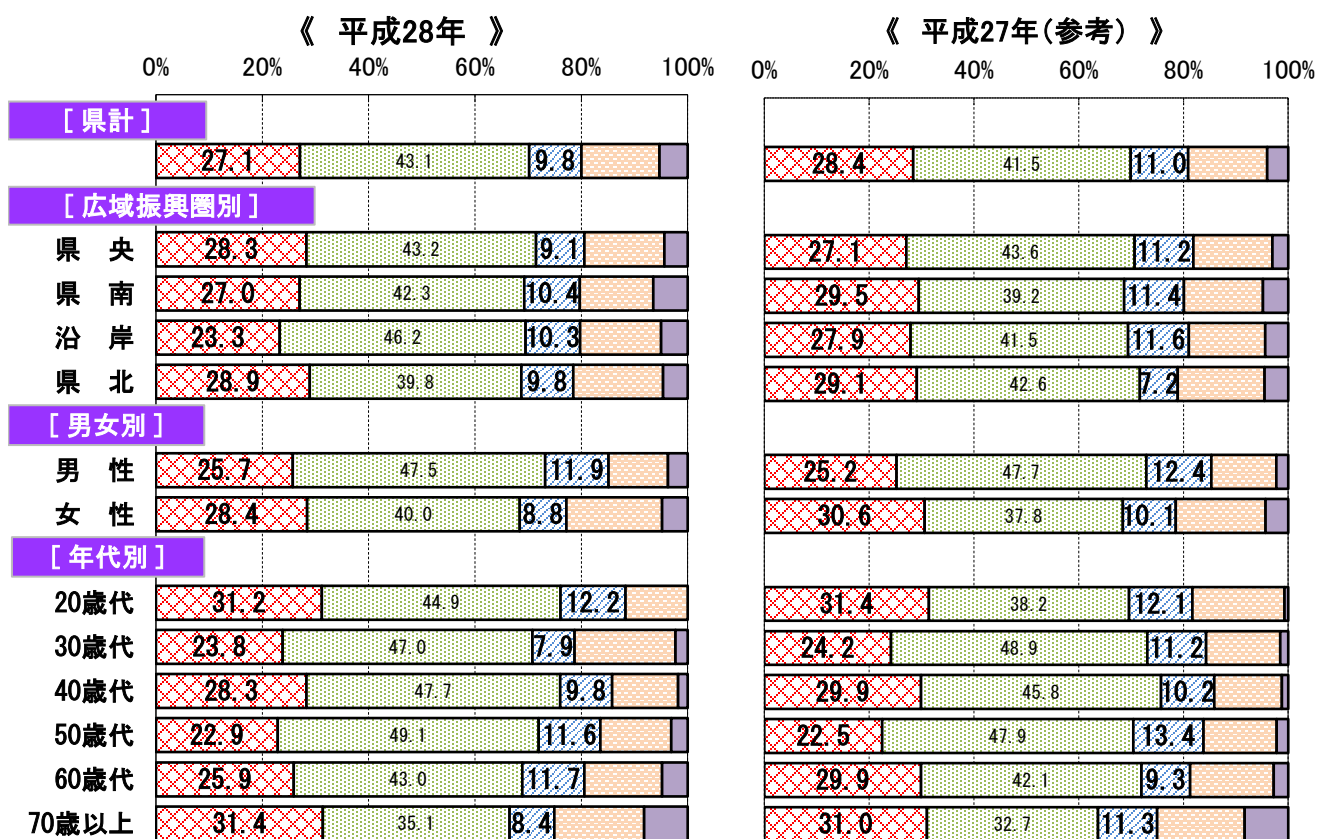 《 平成28年 》 《 平成27年（参考） 》
0% 20% 40% 60% 80% 100% 0% 20% 40% 60% 80% 100%
［県計］
27.1 43.1 9.8 28.4 41.5 11.0
［広域振興圏別］
県 央 28.3 43.2 9.1 27.1 43.6 11.2
県 南 27.0 42.3 10.4 29.5 39.2 11.4
沿 岸 23.3 46.2 10.3 27.9 41.5 11.6
県 北 28.9 39.8 9.8 29.1 42.6 7.2
［男女別］
男 性 25.7 47.5 11.9 25.2 47.7 12.4
女 性 28.4 40.0 8.8 30.6 37.8 10.1
［年代別］
20歳代 31.2 44.9 12.2 31.4 38.2 12.1
30歳代 23.8 47.0 7.9 24.2 48.9 11.2
40歳代 28.3 47.7 9.8 29.9 45.8 10.2
50歳代 22.9 49.1 11.6 22.5 47.9 13.4
60歳代 25.9 43.0 11.7 29.9 42.1 9.3
70歳以上 31.4 35.1 8.4 31.0 32.7 11.3